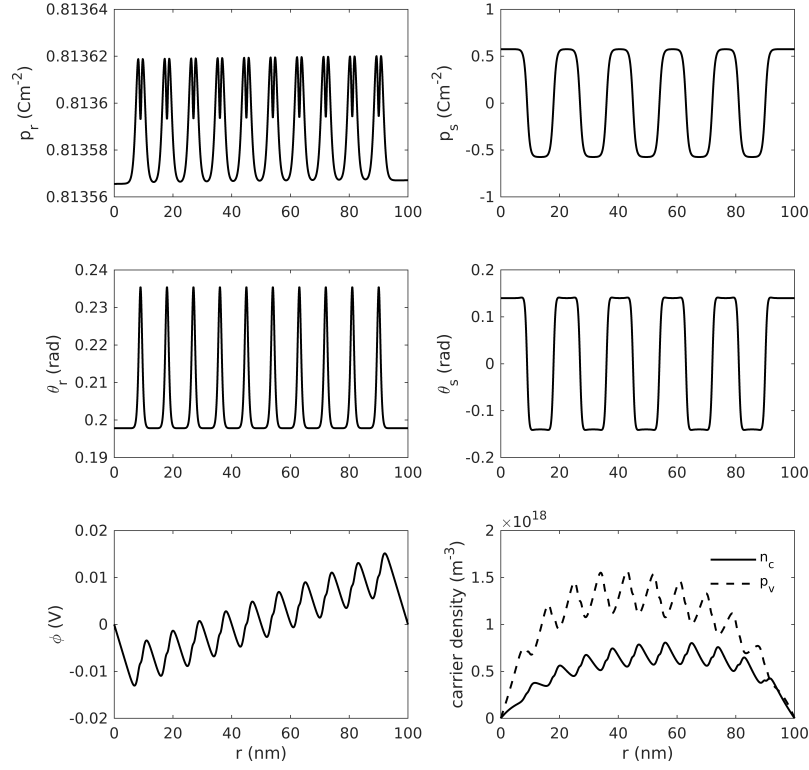 0.81364
0.81362
0.8136
0.81358
0.81356
p_r (Cm^-2)
0 20 40 60 80 100
1
0.5
0
-0.5
-1
p_s (Cm^-2)
0 20 40 60 80 100
0.24
0.23
0.22
0.21
0.2
0.19
θ_r (rad)
0 20 40 60 80 100
0.2
0.1
0
-0.1
-0.2
θ_s (rad)
0 20 40 60 80 100
0.02
0.01
0
-0.01
-0.02
ϕ (V)
0 20 40 60 80 100
r (nm)
×10^18
2
1.5
1
0.5
0
carrier density (m^-3)
n_c
p_v
0 20 40 60 80 100
r (nm)